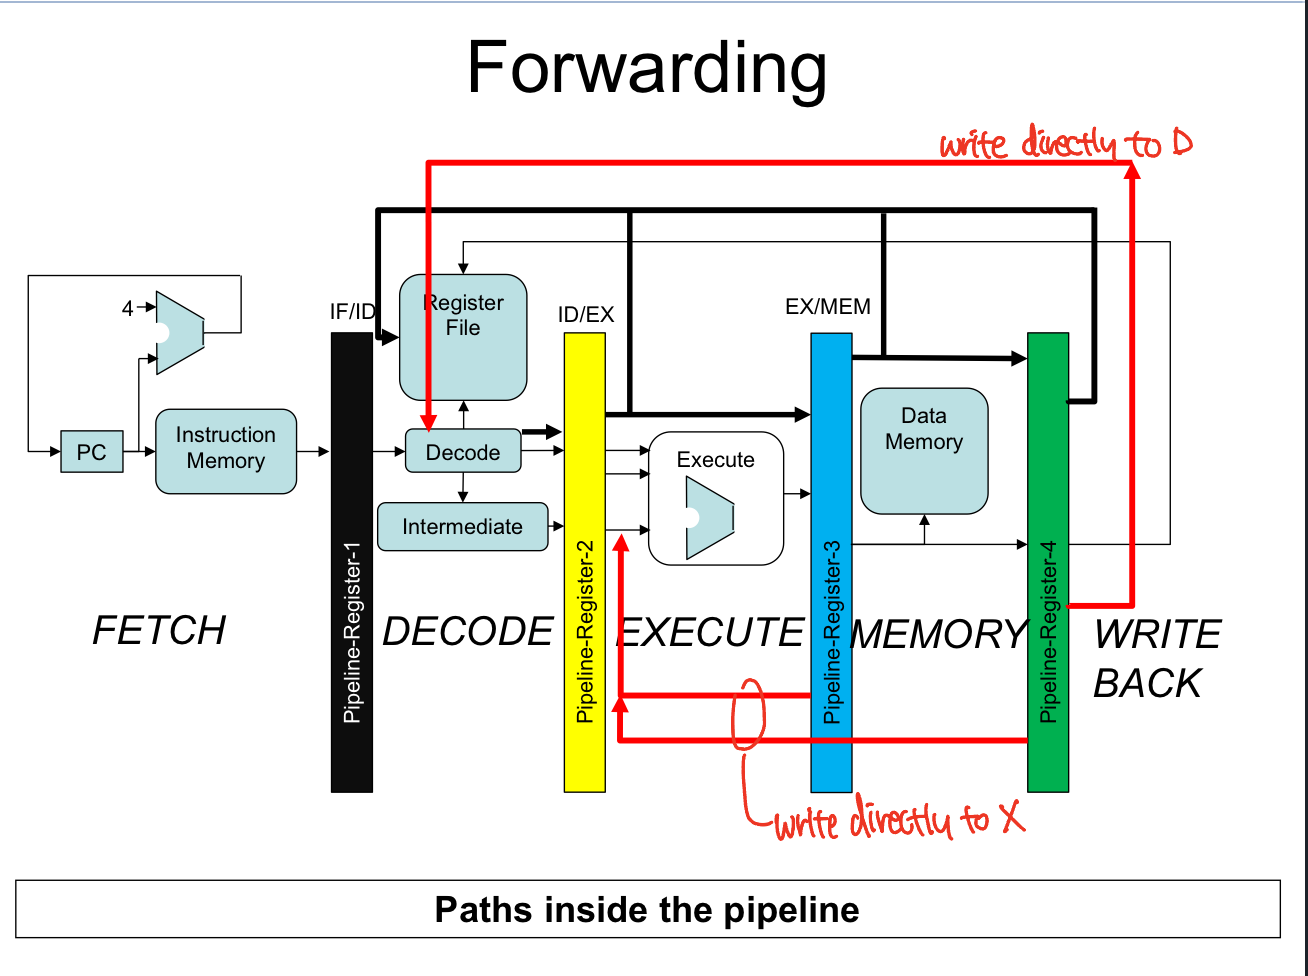 Forwarding
write directly to D
Register
File
IF/ID
ID/EX
EX/MEM
4
PC
Instruction
Memory
Decode
Intermediate
Execute
Data
Memory
Pipeline-Register-1
Pipeline-Register-2
Pipeline-Register-3
Pipeline-Register-4
FETCH
DECODE
EXECUTE
MEMORY
WRITE
BACK
write directly to X
Paths inside the pipeline